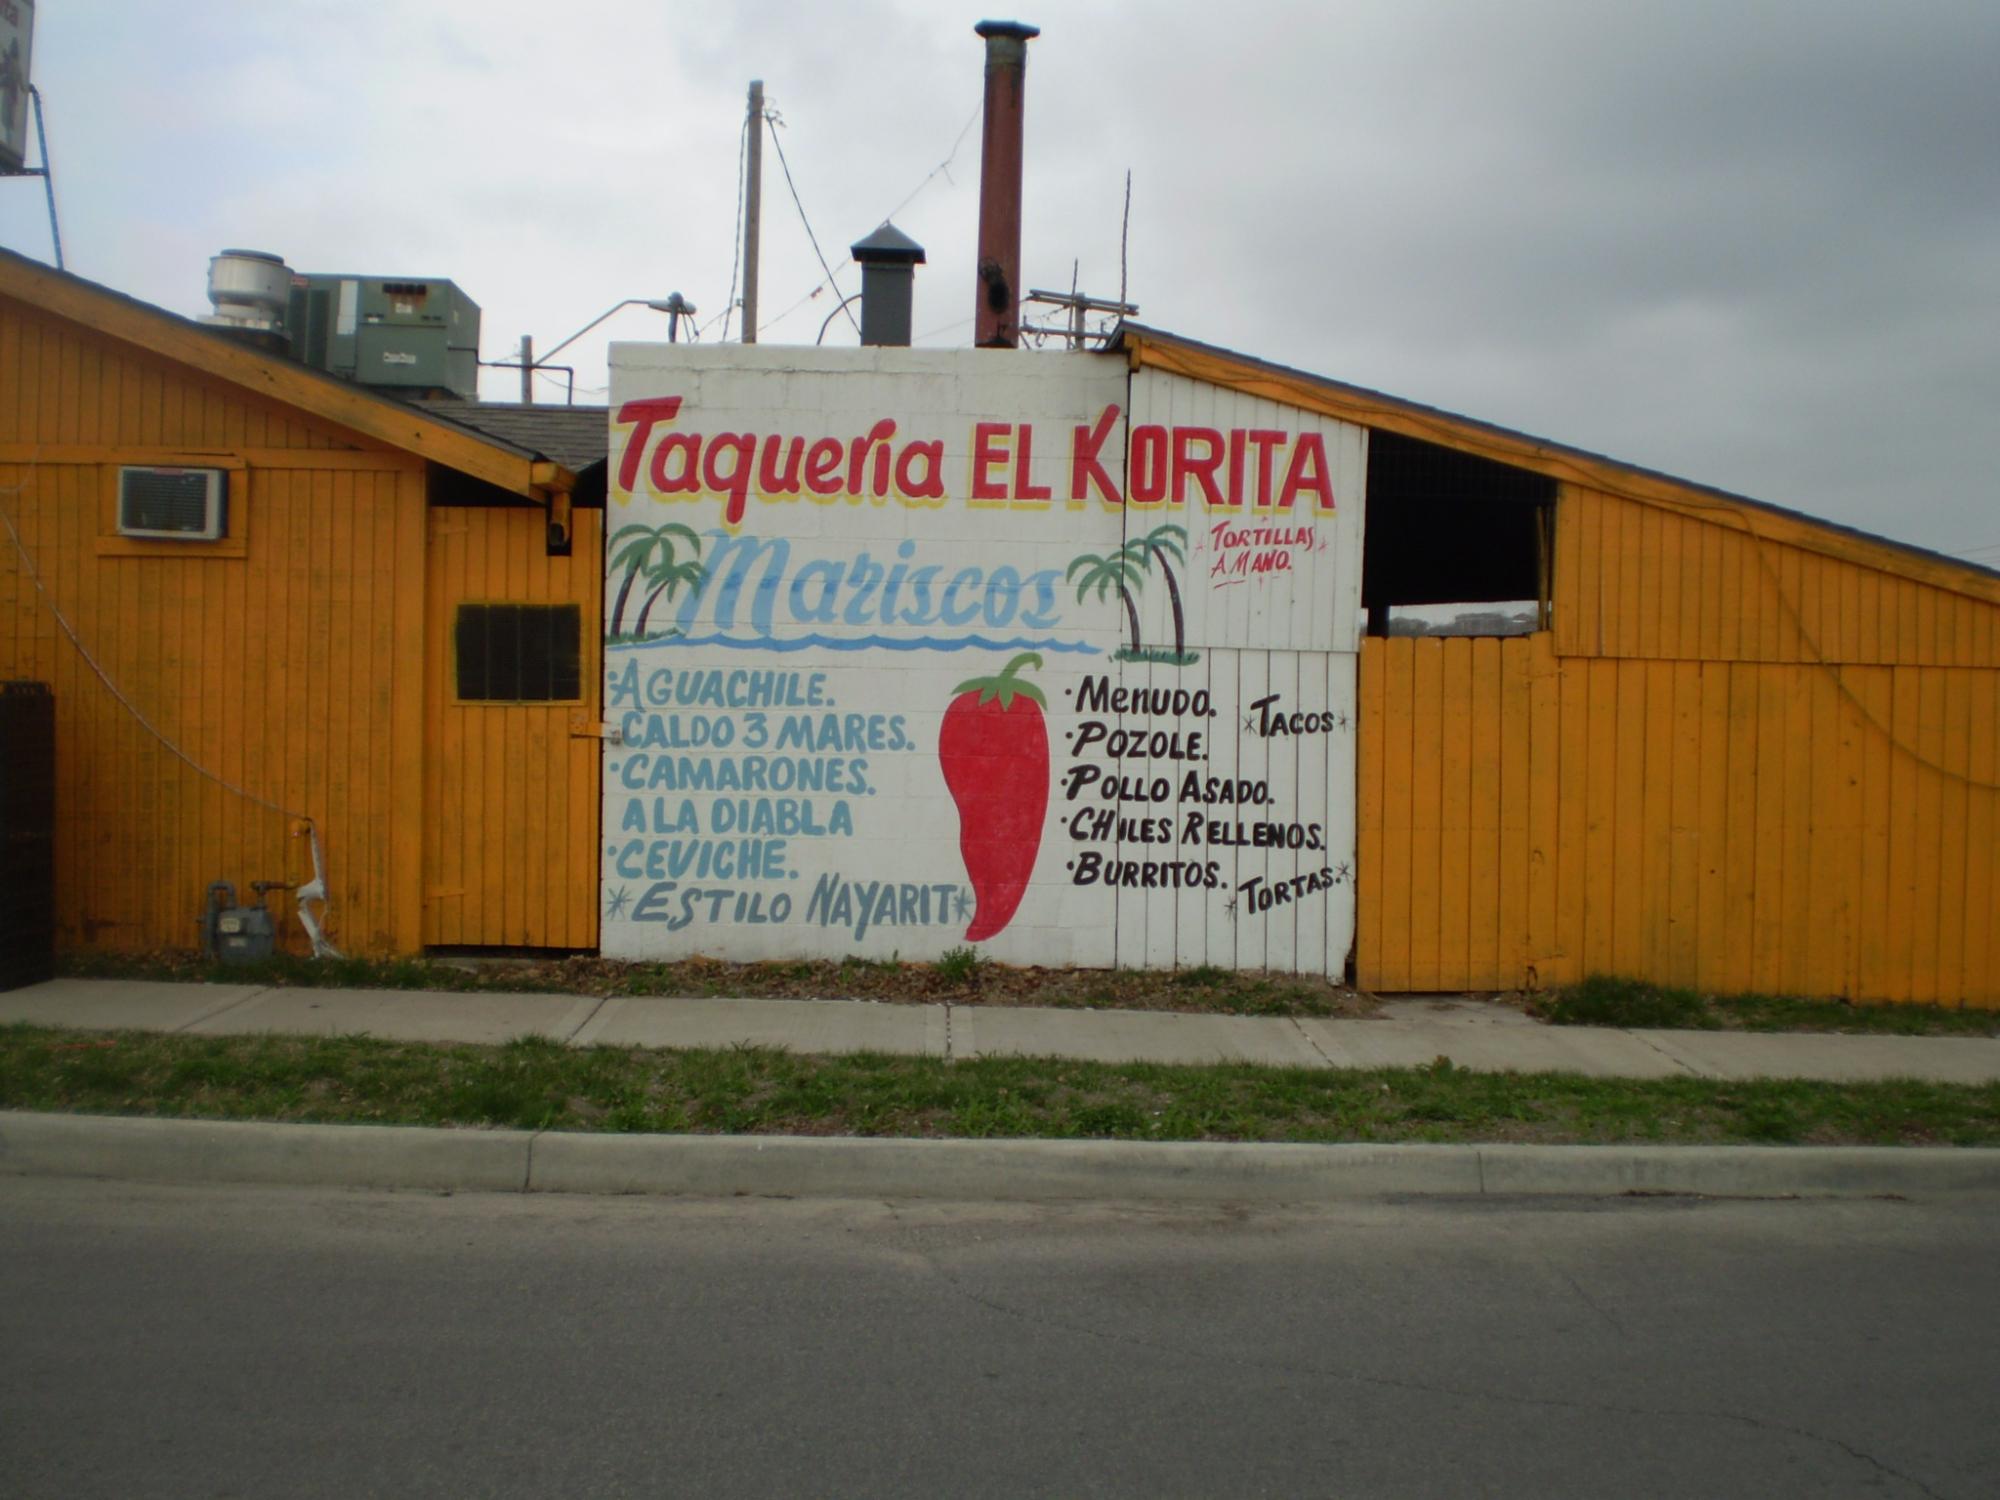 Taquería EL KORITA
TORTILLAS
A MANO.
Mariscos
·AGUACHILE.
·CALDO 3 MARES.
·CAMARONES.
A LA DIABLA
·CEVICHE.
*ESTILO NAYARIT*
·Menudo.
·POZOLE.
·POLLO ASADO.
·CHILES RELLENOS.
·BURRITOS.
*TACOS*
*TORTAS.*